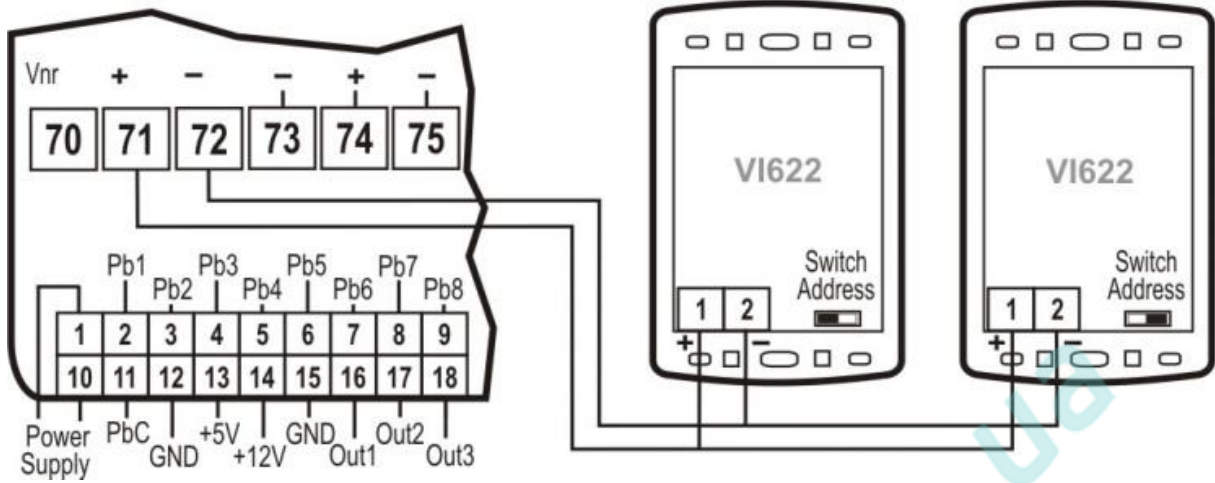 Vnr + − − + −
70 71 72 73 74 75
Pb1 Pb3 Pb5 Pb7
Pb2 Pb4 Pb6 Pb8
1 2 3 4 5 6 7 8 9
10 11 12 13 14 15 16 17 18
Power Supply
PbC
GND
+5V
+12V
GND
Out1
Out2
Out3
VI622
Switch
Address
1 2
+ −
VI622
Switch
Address
1 2
+ −
ua